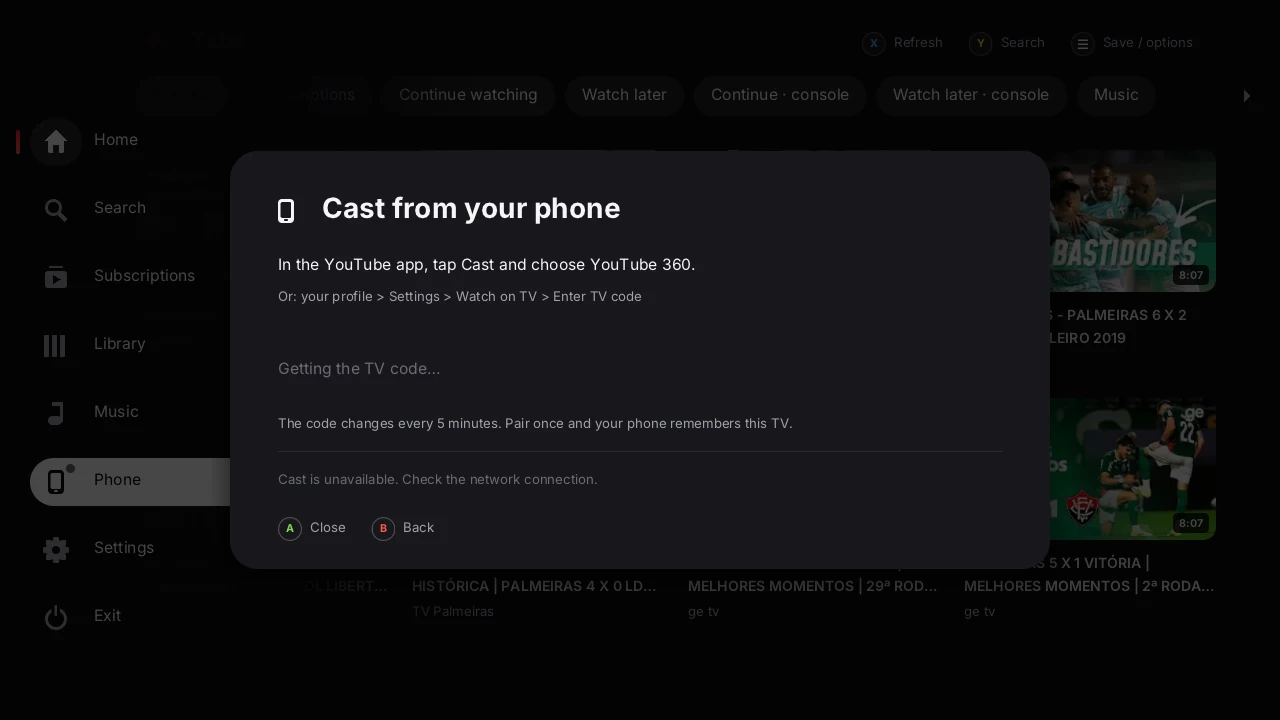 X Refresh
Y Search
Save / options
Continue watching
Watch later
Continue · console
Watch later · console
Music
Home
Search
Subscriptions
Library
Music
Phone
Settings
Exit
Cast from your phone
In the YouTube app, tap Cast and choose YouTube 360.
Or: your profile > Settings > Watch on TV > Enter TV code
Getting the TV code...
The code changes every 5 minutes. Pair once and your phone remembers this TV.
Cast is unavailable. Check the network connection.
A Close
B Back
BASTIDORES
8:07
- PALMEIRAS 6 X 2
2019
ge
22
8:07
HISTÓRICA | PALMEIRAS 4 X 0 LD...
TV Palmeiras
MELHORES MOMENTOS | 29ª ROD...
ge tv
5 X 1 VITÓRIA |
MELHORES MOMENTOS | 2ª RODA...
ge tv